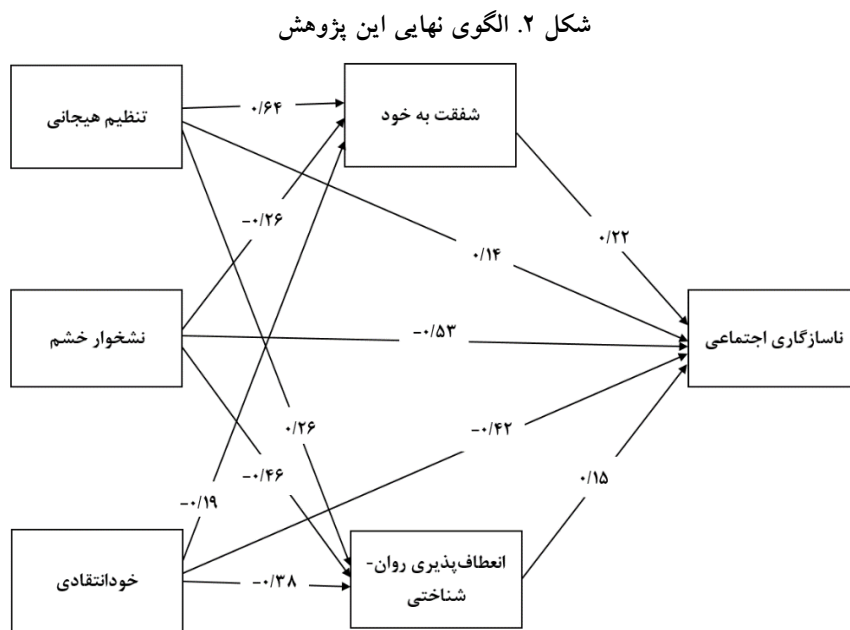 شکل ۲. الگوی نهایی این پژوهش
تنظیم هیجانی
۰/۶۴
شفقت به خود
-۰/۲۶
۰/۱۴
۰/۲۲
نشخوار خشم
-۰/۵۳
ناسازگاری اجتماعی
۰/۲۶
-۰/۴۲
-۰/۴۶
۰/۱۵
-۰/۱۹
خودانتقادی
-۰/۳۸
انعطاف‌پذیری روان-
شناختی